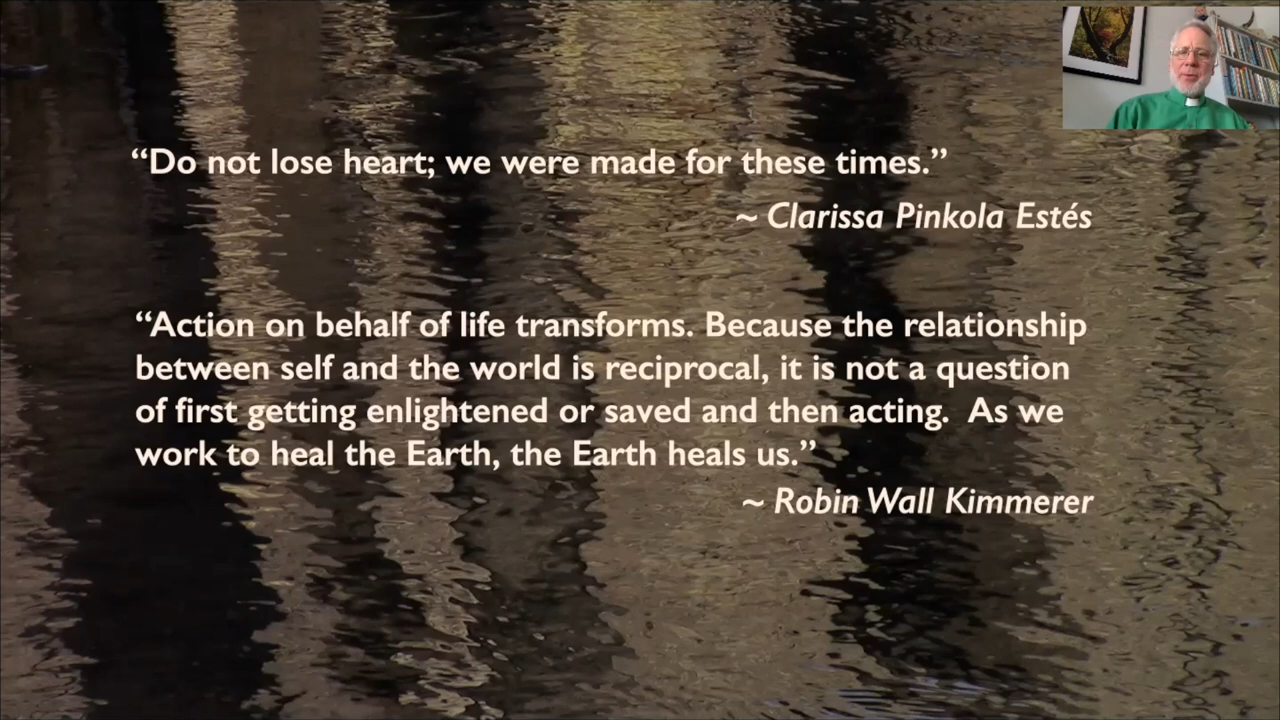 “Do not lose heart; we were made for these times.”
~ Clarissa Pinkola Estés
“Action on behalf of life transforms. Because the relationship
between self and the world is reciprocal, it is not a question
of first getting enlightened or saved and then acting.  As we
work to heal the Earth, the Earth heals us.”
~ Robin Wall Kimmerer